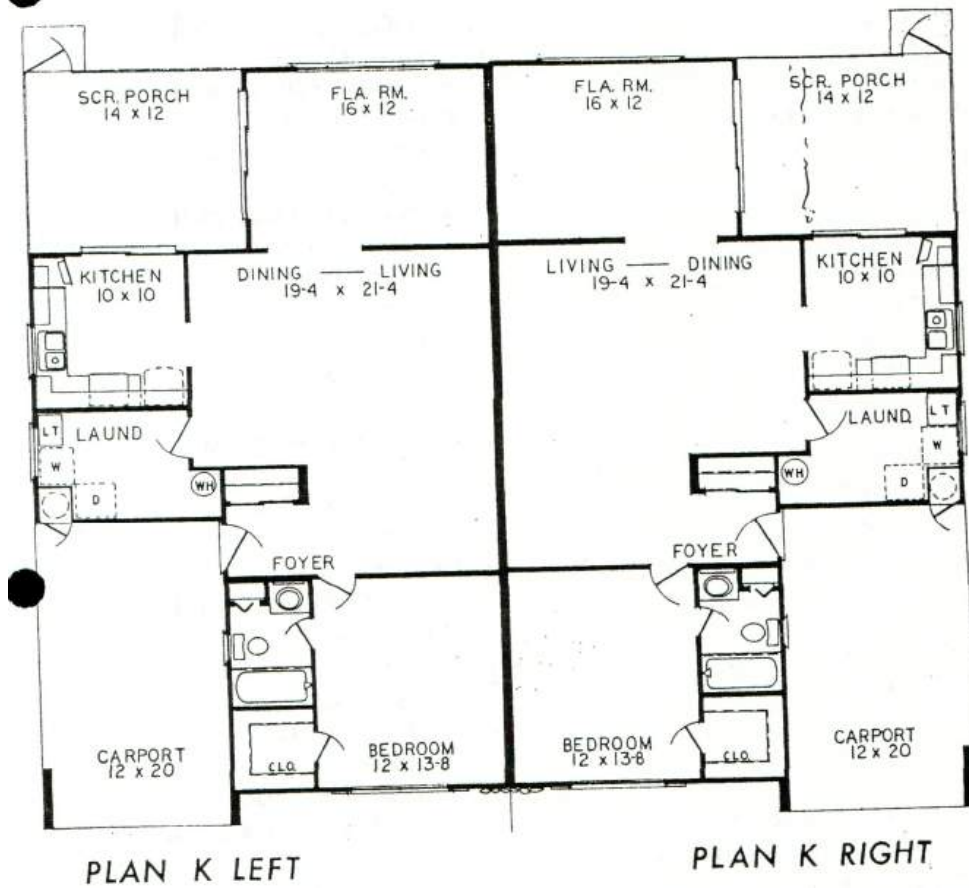 SCR. PORCH
14 x 12
FLA. RM.
16 x 12
FLA. RM.
16 x 12
SCR. PORCH
14 x 12
KITCHEN
10 x 10
DINING — LIVING
19-4 x 21-4
LIVING — DINING
19-4 x 21-4
KITCHEN
10 x 10
LT
LAUND
W
D
WH
LAUND.
LT
W
D
WH
FOYER
FOYER
CARPORT
12 x 20
CLO.
BEDROOM
12 x 13-8
BEDROOM
12 x 13-8
CLO.
CARPORT
12 x 20
PLAN K LEFT
PLAN K RIGHT